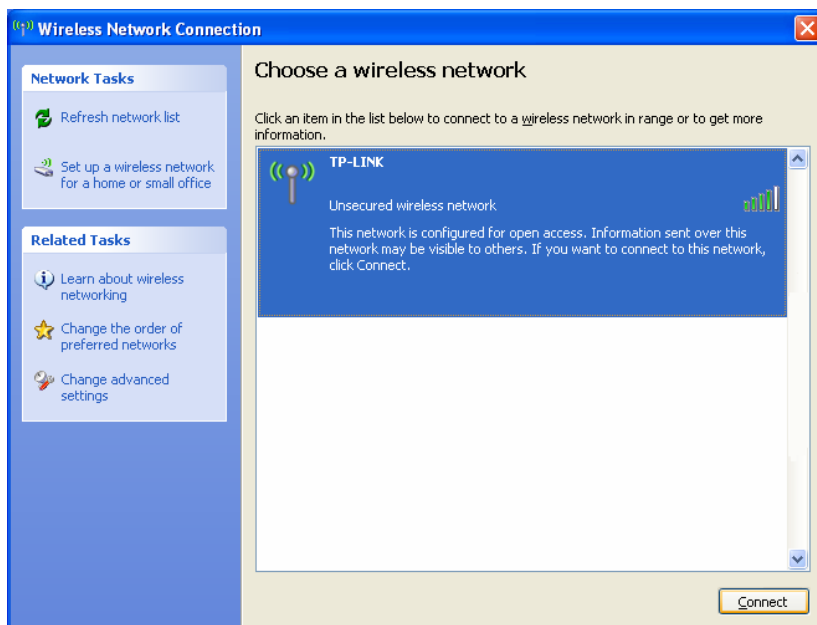 Wireless Network Connection
Network Tasks
Refresh network list
Set up a wireless network
for a home or small office
Related Tasks
Learn about wireless
networking
Change the order of
preferred networks
Change advanced
settings
Choose a wireless network
Click an item in the list below to connect to a wireless network in range or to get more
information.
TP-LINK
Unsecured wireless network
This network is configured for open access. Information sent over this
network may be visible to others. If you want to connect to this network,
click Connect.
Connect